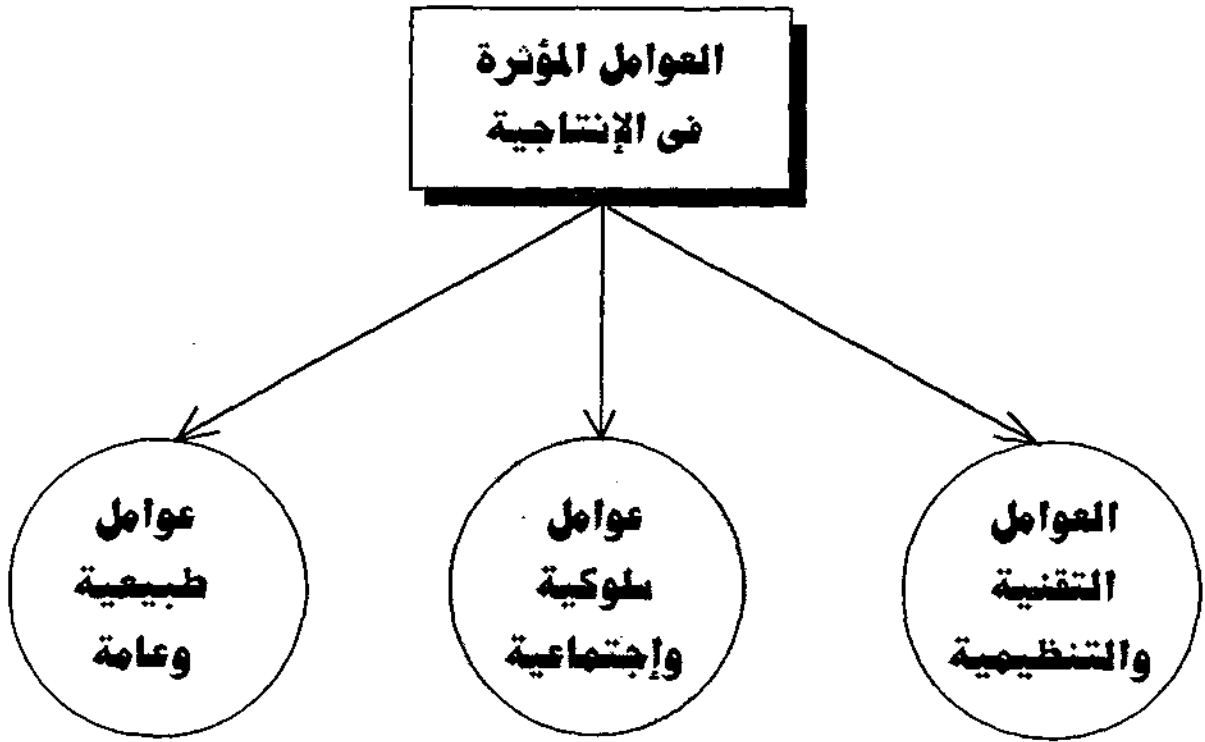 العوامل المؤثرة
فى الإنتاجية
العوامل
التقنية
والتنظيمية
عوامل
سلوكية
وإجتماعية
عوامل
طبيعية
وعامة